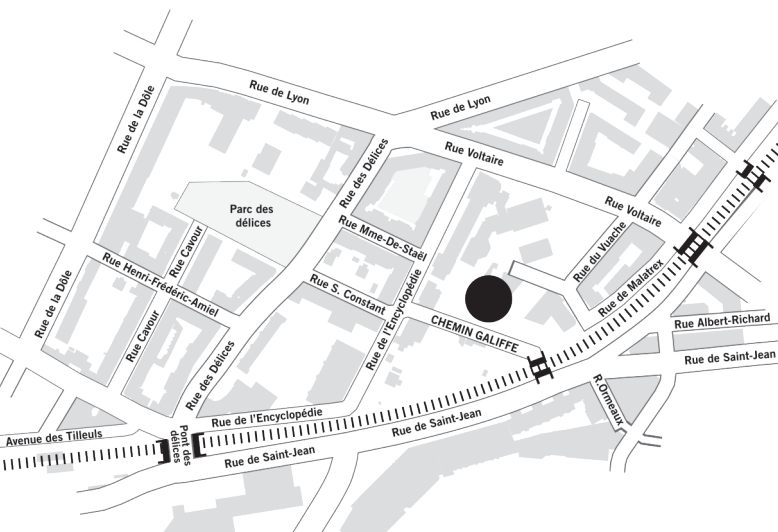 Rue de Lyon
Rue de Lyon
Rue de la Dôle
Rue des Délices
Rue Voltaire
Parc des
délices
Rue Voltaire
Rue Mme-De-Staël
Rue Cavour
Rue du Vuache
Rue Henri-Frédéric-Amiel
Rue S. Constant
Rue de Malatrex
Rue de la Dôle
Rue de l'Encyclopédie
CHEMIN GALIFFE
Rue Albert-Richard
Rue Cavour
Rue de Saint-Jean
Rue des Délices
R.Ormeaux
Rue de l'Encyclopédie
Rue de Saint-Jean
Avenue des Tilleuls
Pont des
délices
Rue de Saint-Jean